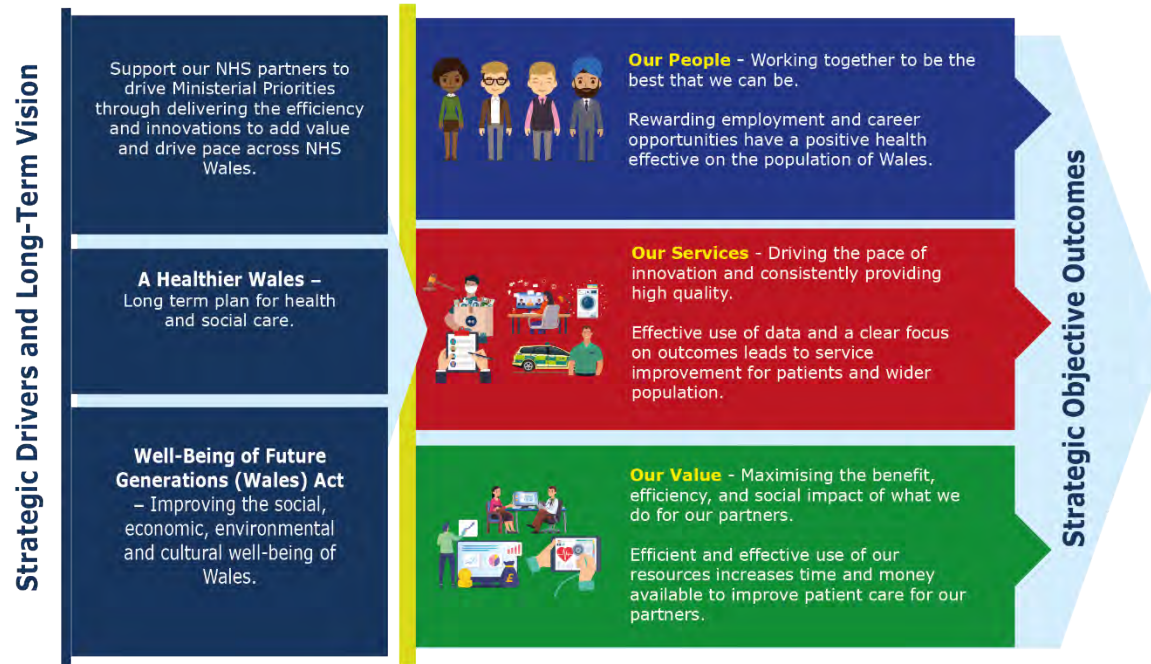 Strategic Drivers and Long-Term Vision
Support our NHS partners to
drive Ministerial Priorities
through delivering the efficiency
and innovations to add value
and drive pace across NHS
Wales.
A Healthier Wales –
Long term plan for health
and social care.
Well-Being of Future
Generations (Wales) Act
– Improving the social,
economic, environmental
and cultural well-being of
Wales.
Our People - Working together to be the
best that we can be.
Rewarding employment and career
opportunities have a positive health
effective on the population of Wales.
Our Services - Driving the pace of
innovation and consistently providing
high quality.
Effective use of data and a clear focus
on outcomes leads to service
improvement for patients and wider
population.
Our Value - Maximising the benefit,
efficiency, and social impact of what we
do for our partners.
Efficient and effective use of our
resources increases time and money
available to improve patient care for our
partners.
£
Strategic Objective Outcomes